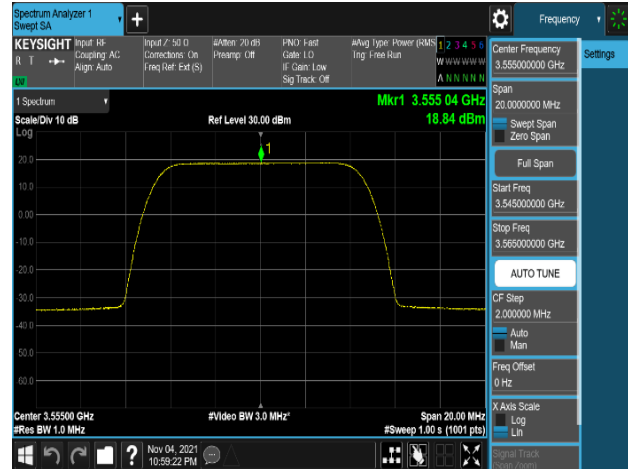 Spectrum Analyzer 1
Swept SA
Frequency
KEYSIGHT
R T
Input: RF
Coupling: AC
Align: Auto
Input Z: 50 Ω
Corrections: On
Freq Ref: Ext (S)
#Atten: 20 dB
Preamp: Off
PNO: Fast
Gate: LO
IF Gain: Low
Sig Track: Off
#Avg Type: Power (RMS
Trig: Free Run
1 2 3 4 5 6
W W W W W W
A N N N N N
Center Frequency
3.555000000 GHz
Settings
Span
20.0000000 MHz
Swept Span
Zero Span
Full Span
Start Freq
3.545000000 GHz
Stop Freq
3.565000000 GHz
AUTO TUNE
CF Step
2.000000 MHz
Auto
Man
Freq Offset
0 Hz
X Axis Scale
Log
Lin
Signal Track
(Span Zoom)
1 Spectrum
Scale/Div 10 dB
Ref Level 30.00 dBm
Mkr1 3.555 04 GHz
18.84 dBm
Log
1
20.0
10.0
0.00
-10.0
-20.0
-30.0
-40.0
-50.0
-60.0
Center 3.55500 GHz
#Video BW 3.0 MHz*
Span 20.00 MHz
#Res BW 1.0 MHz
#Sweep 1.00 s (1001 pts)
?
Nov 04, 2021
10:59:22 PM